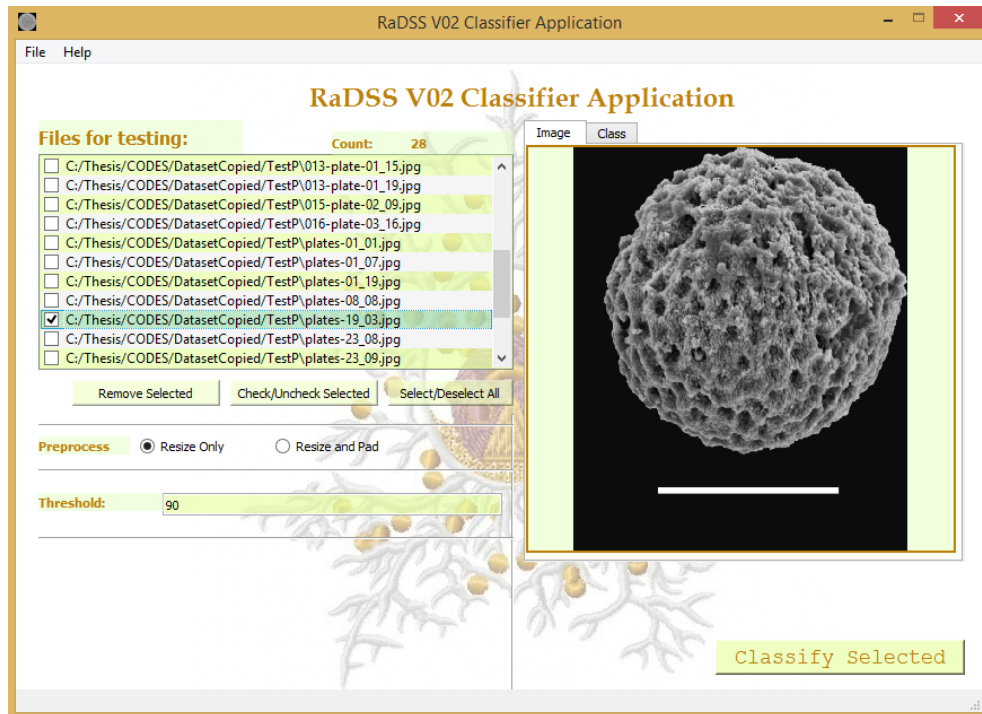 RaDSS V02 Classifier Application
File Help
RaDSS V02 Classifier Application
Files for testing: Count: 28
C:/Thesis/CODES/DatasetCopied/TestP\013-plate-01_15.jpg
C:/Thesis/CODES/DatasetCopied/TestP\013-plate-01_19.jpg
C:/Thesis/CODES/DatasetCopied/TestP\015-plate-02_09.jpg
C:/Thesis/CODES/DatasetCopied/TestP\016-plate-03_16.jpg
C:/Thesis/CODES/DatasetCopied/TestP\plates-01_01.jpg
C:/Thesis/CODES/DatasetCopied/TestP\plates-01_07.jpg
C:/Thesis/CODES/DatasetCopied/TestP\plates-01_19.jpg
C:/Thesis/CODES/DatasetCopied/TestP\plates-08_08.jpg
C:/Thesis/CODES/DatasetCopied/TestP\plates-19_03.jpg
C:/Thesis/CODES/DatasetCopied/TestP\plates-23_08.jpg
C:/Thesis/CODES/DatasetCopied/TestP\plates-23_09.jpg
Remove Selected Check/Uncheck Selected Select/Deselect All
Preprocess Resize Only Resize and Pad
Threshold: 90
Image Class
Classify Selected